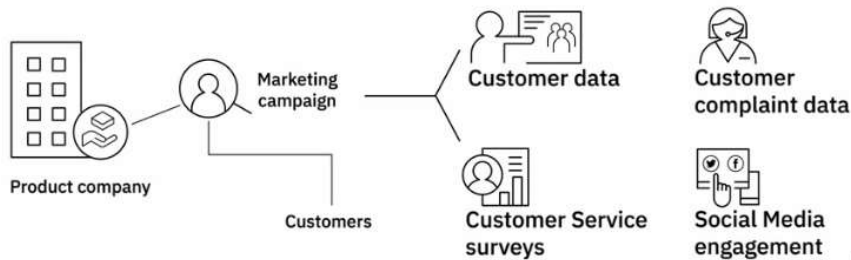 Product company
Marketing
campaign
Customers
Customer data
Customer
complaint data
Customer Service
surveys
Social Media
engagement